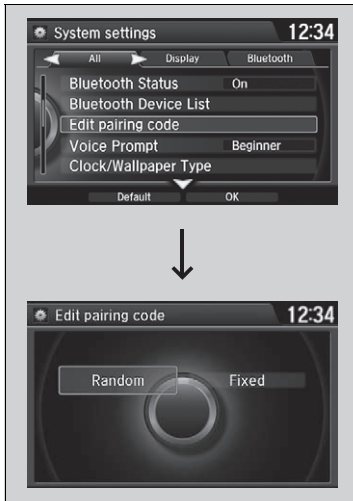 System settings 12:34
All Display Bluetooth
Bluetooth Status On
Bluetooth Device List
Edit pairing code
Voice Prompt Beginner
Clock/Wallpaper Type
Default OK
Edit pairing code 12:34
Random Fixed